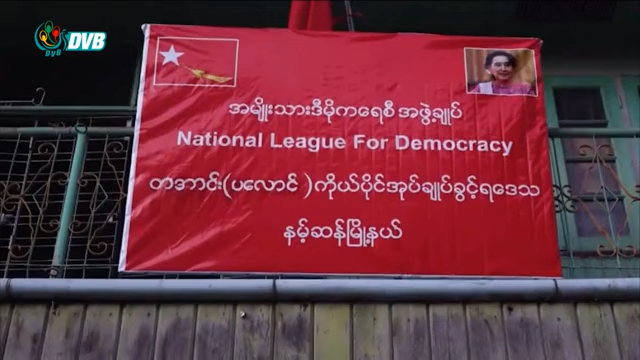 DVB
DVB
အမျိုးသားဒီမိုကရေစီ အဖွဲ့ချုပ်
National League For Democracy
တအာင်း(ပလောင် )ကိုယ်ပိုင်အုပ်ချုပ်ခွင့်ရဒေသ
နမ့်ဆန်မြို့နယ်